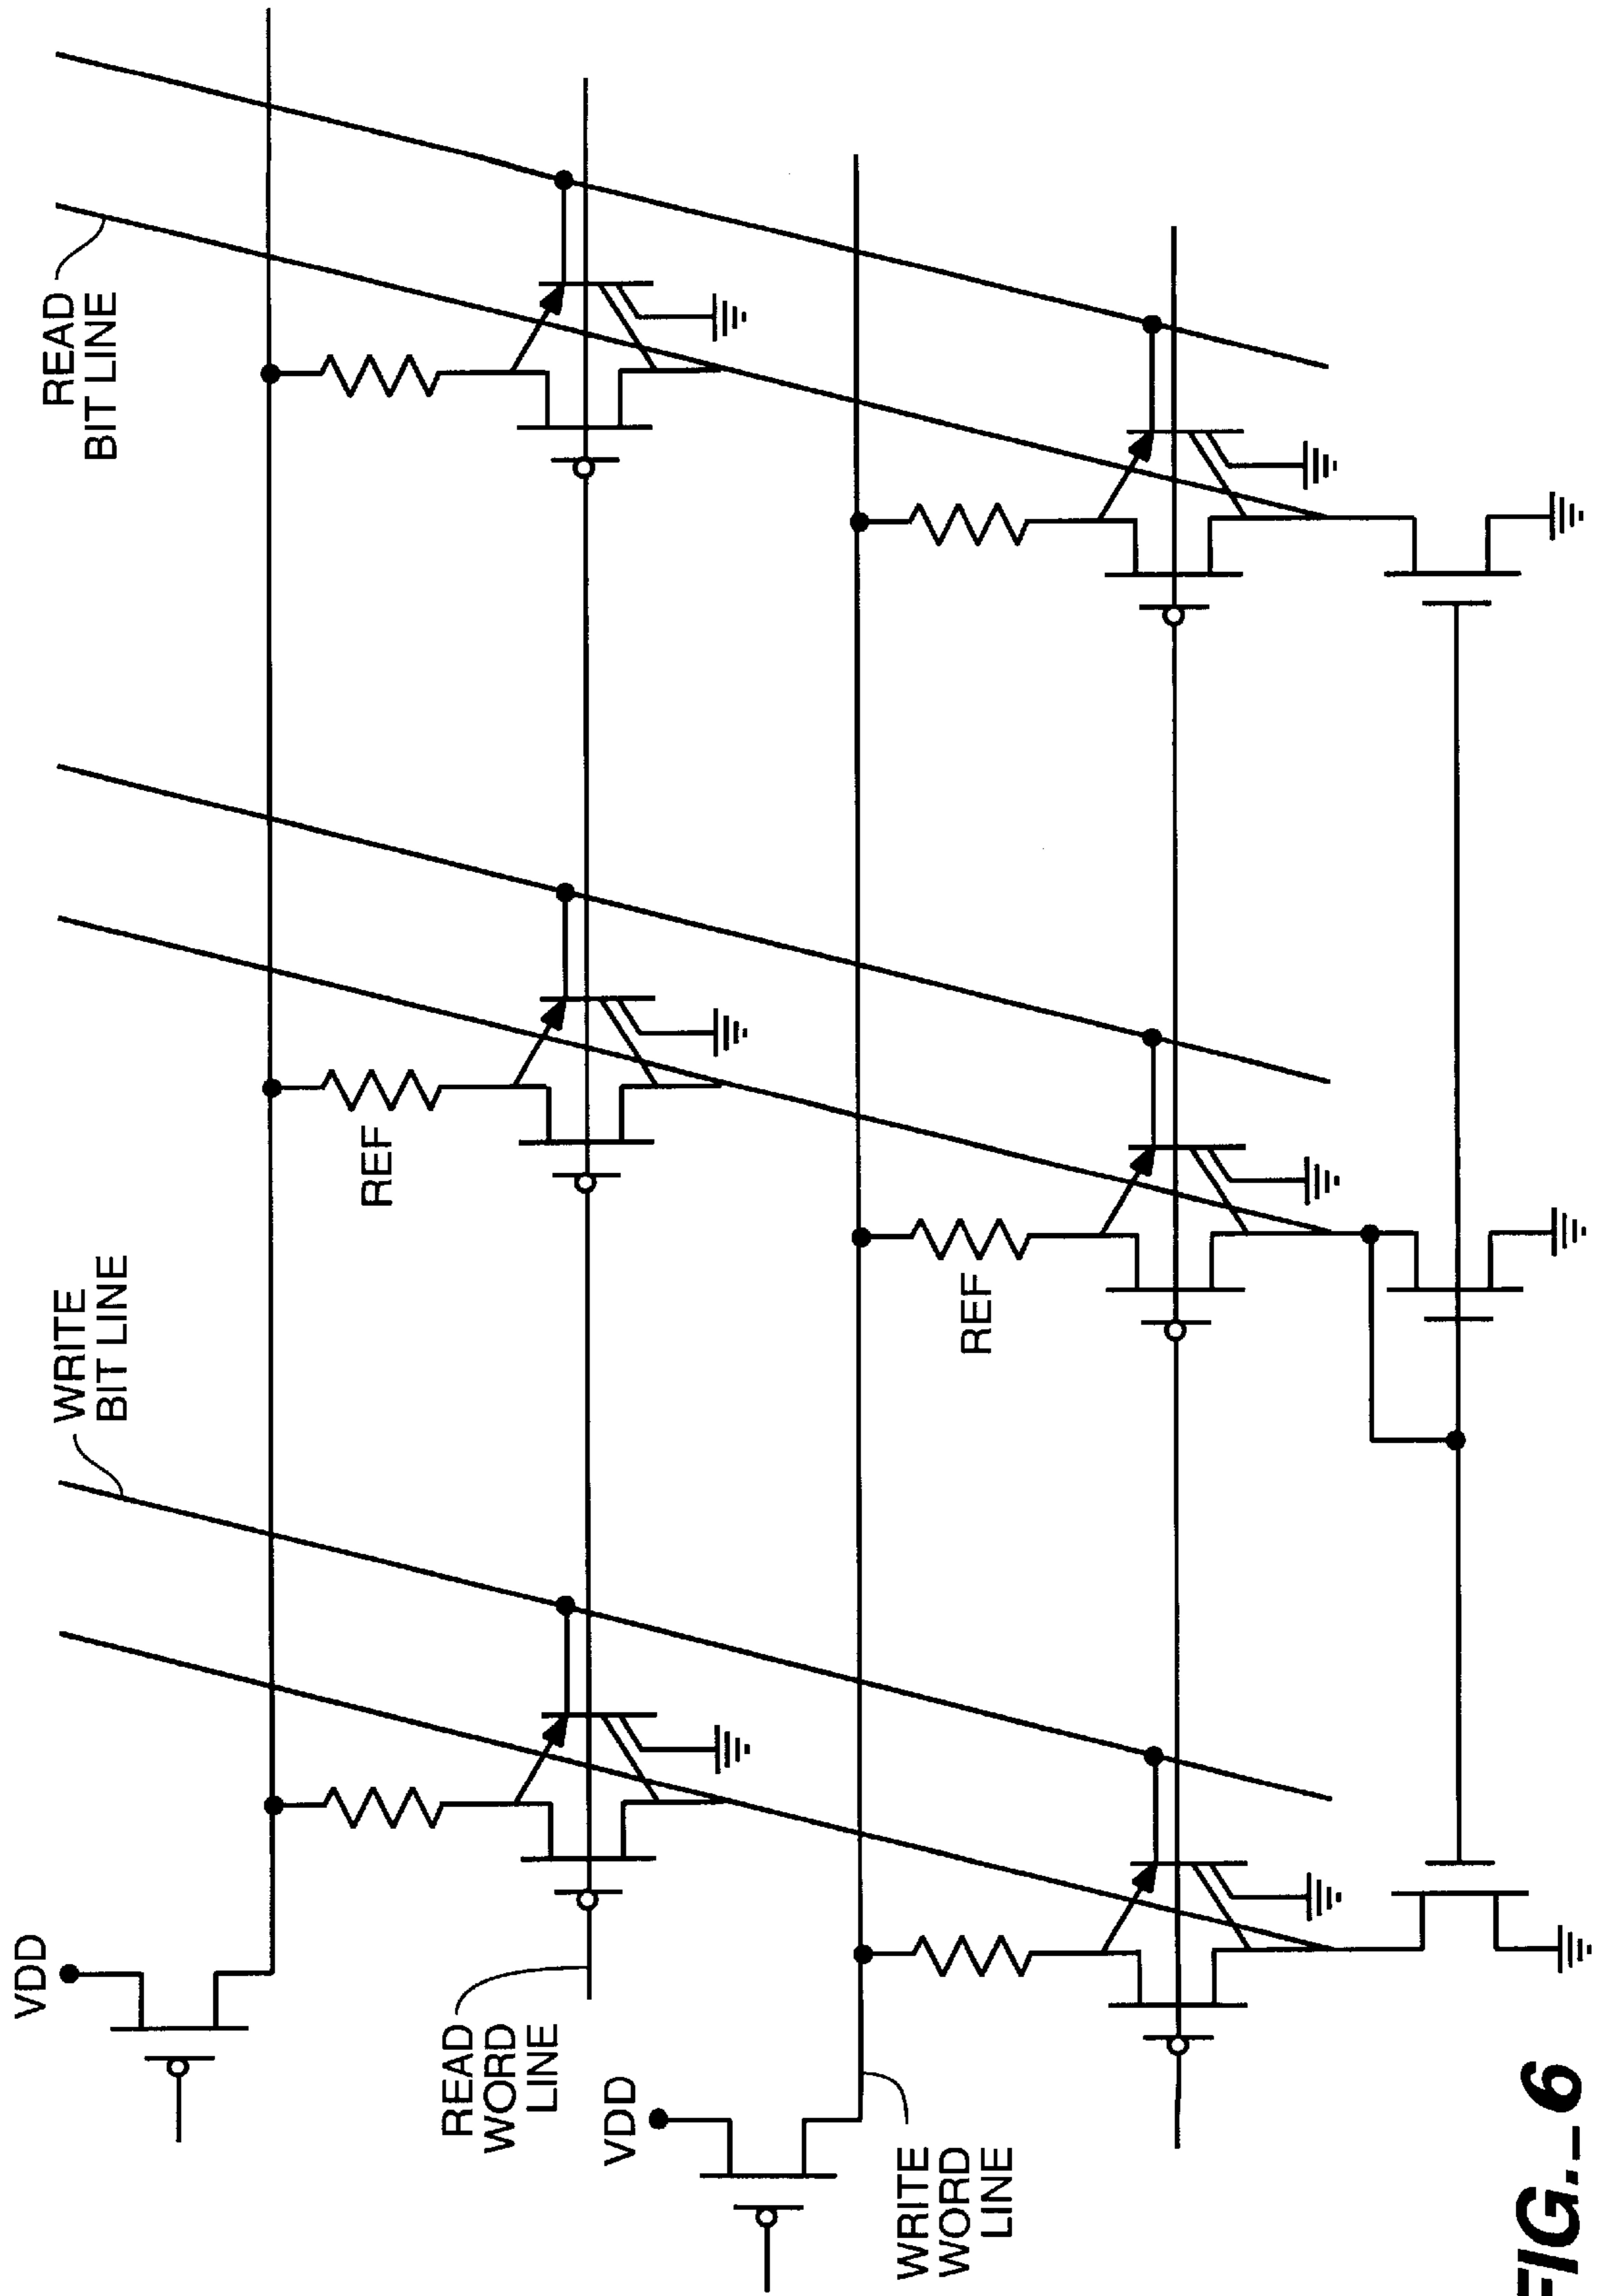 READ
BIT LINE
WRITE
BIT LINE
REF
REF
VDD
READ
WORD
LINE
VDD
WRITE
WORD
LINE
FIG._6